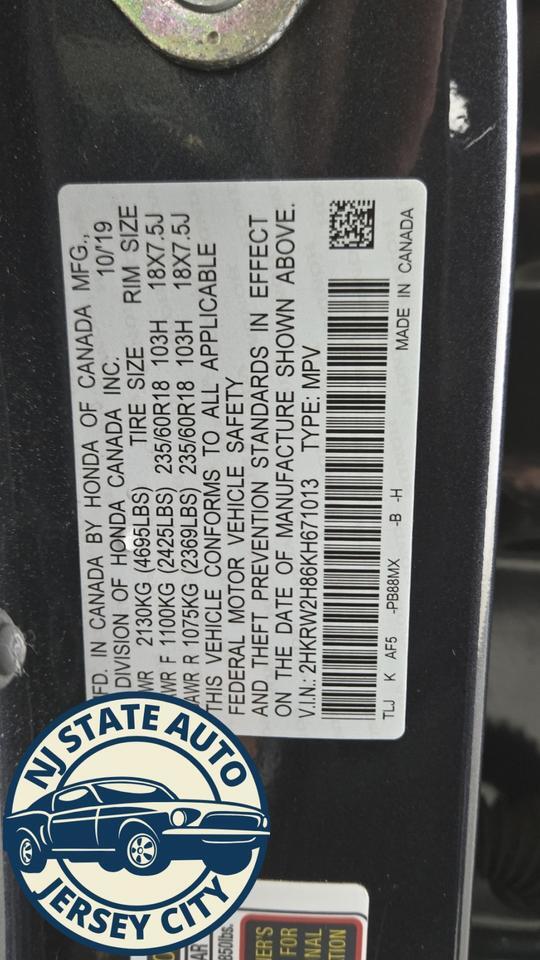 MFD. IN CANADA BY HONDA OF CANADA MFG.,
DIVISION OF HONDA CANADA INC. 10/'19
2130KG (4695LBS) TIRE SIZE RIM SIZE
F 1100KG (2425LBS) 235/60R18 103H 18X7.5J
R 1075KG (2369LBS) 235/60R18 103H 18X7.5J
THIS VEHICLE CONFORMS TO ALL APPLICABLE
FEDERAL MOTOR VEHICLE SAFETY
AND THEFT PREVENTION STANDARDS IN EFFECT
ON THE DATE OF MANUFACTURE SHOWN ABOVE.
V.I.N.: 2HKRW2H86KH671013 TYPE: MPV
TLJ K AF5 -PB88MX -B -H MADE IN CANADA
NJ STATE AUTO
JERSEY CITY
FOR